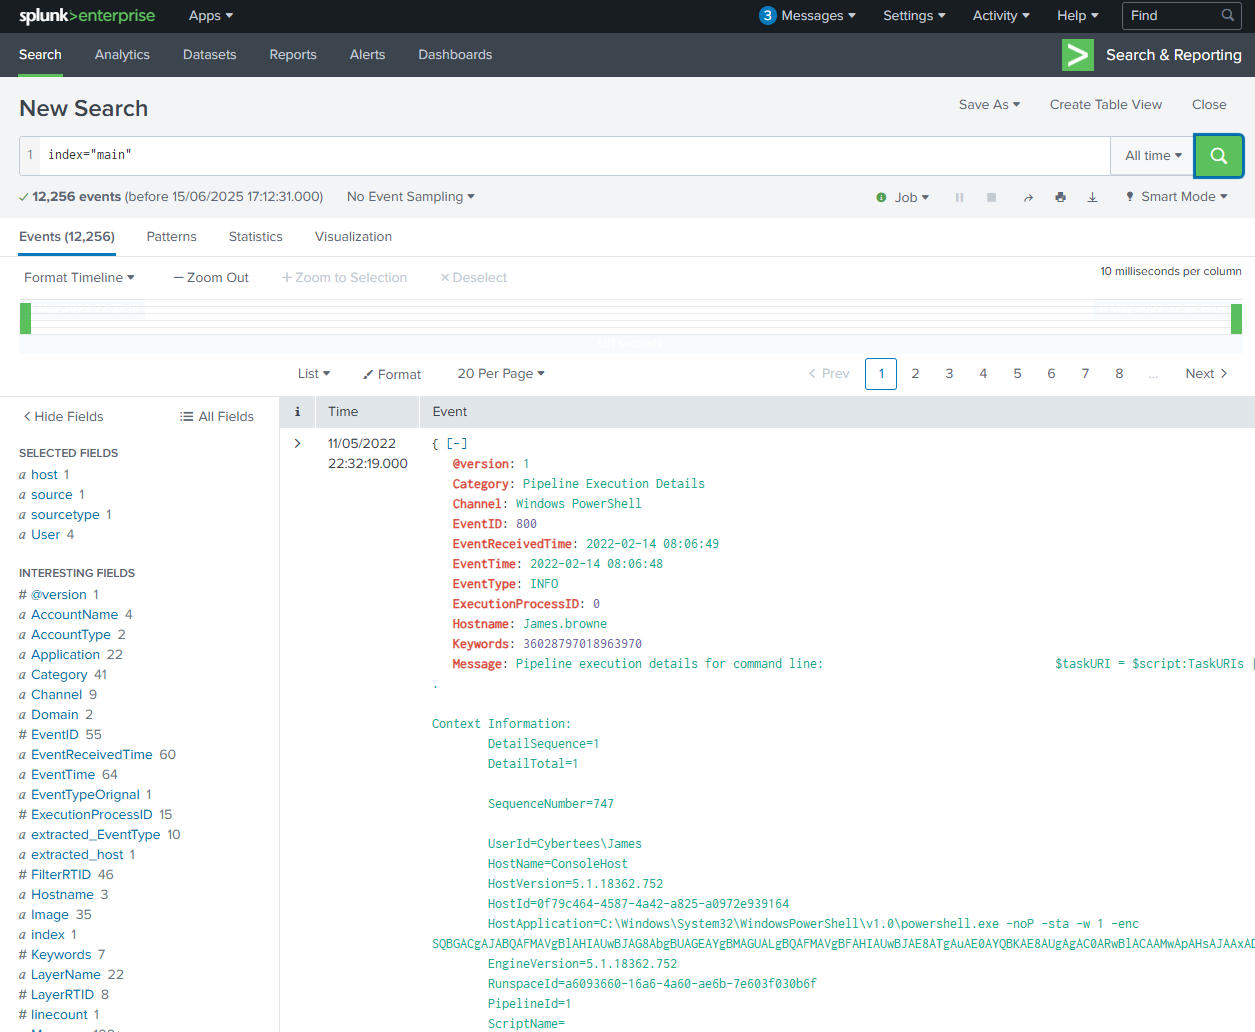 splunk>enterprise Apps 3 Messages Settings Activity Help Find
Search Analytics Datasets Reports Alerts Dashboards > Search & Reporting
New Search Save As Create Table View Close
1 index="main" All time
✓ 12,256 events (before 15/06/2025 17:12:31.000) No Event Sampling Job Smart Mode
Events (12,256) Patterns Statistics Visualization
Format Timeline — Zoom Out + Zoom to Selection × Deselect 10 milliseconds per column
List Format 20 Per Page < Prev 1 2 3 4 5 6 7 8 ... Next >
< Hide Fields All Fields
SELECTED FIELDS
a host 1
a source 1
a sourcetype 1
a User 4
INTERESTING FIELDS
# @version 1
a AccountName 4
a AccountType 2
a Application 22
a Category 41
a Channel 9
a Domain 2
# EventID 55
a EventReceivedTime 60
a EventTime 64
a EventTypeOrignal 1
# ExecutionProcessID 15
a extracted_EventType 10
a extracted_host 1
# FilterRTID 46
a Hostname 3
a Image 35
a index 1
# Keywords 7
a LayerName 22
# LayerRTID 8
# linecount 1
i Time Event
> 11/05/2022 22:32:19.000
{ [-]
@version: 1
Category: Pipeline Execution Details
Channel: Windows PowerShell
EventID: 800
EventReceivedTime: 2022-02-14 08:06:49
EventTime: 2022-02-14 08:06:48
EventType: INFO
ExecutionProcessID: 0
Hostname: James.browne
Keywords: 36028797018963970
Message: Pipeline execution details for command line: $taskURI = $script:TaskURIs |
.
Context Information:
DetailSequence=1
DetailTotal=1
SequenceNumber=747
UserId=Cybertees\James
HostName=ConsoleHost
HostVersion=5.1.18362.752
HostId=0f79c464-4587-4a42-a825-a0972e939164
HostApplication=C:\Windows\System32\WindowsPowerShell\v1.0\powershell.exe -noP -sta -w 1 -enc
SQBGACgAJABQAFMAVgBlAHIAUwBJAG8AbgBUAGEAYgBMAGUALgBQAFMAVgBFAHIAUwBJAE8ATgAuAE0AYQBKAE8AUgAgAC0ARwBlACAAMwApAHsAJAAxAD
EngineVersion=5.1.18362.752
RunspaceId=a6093660-16a6-4a60-ae6b-7e603f030b6f
PipelineId=1
ScriptName=